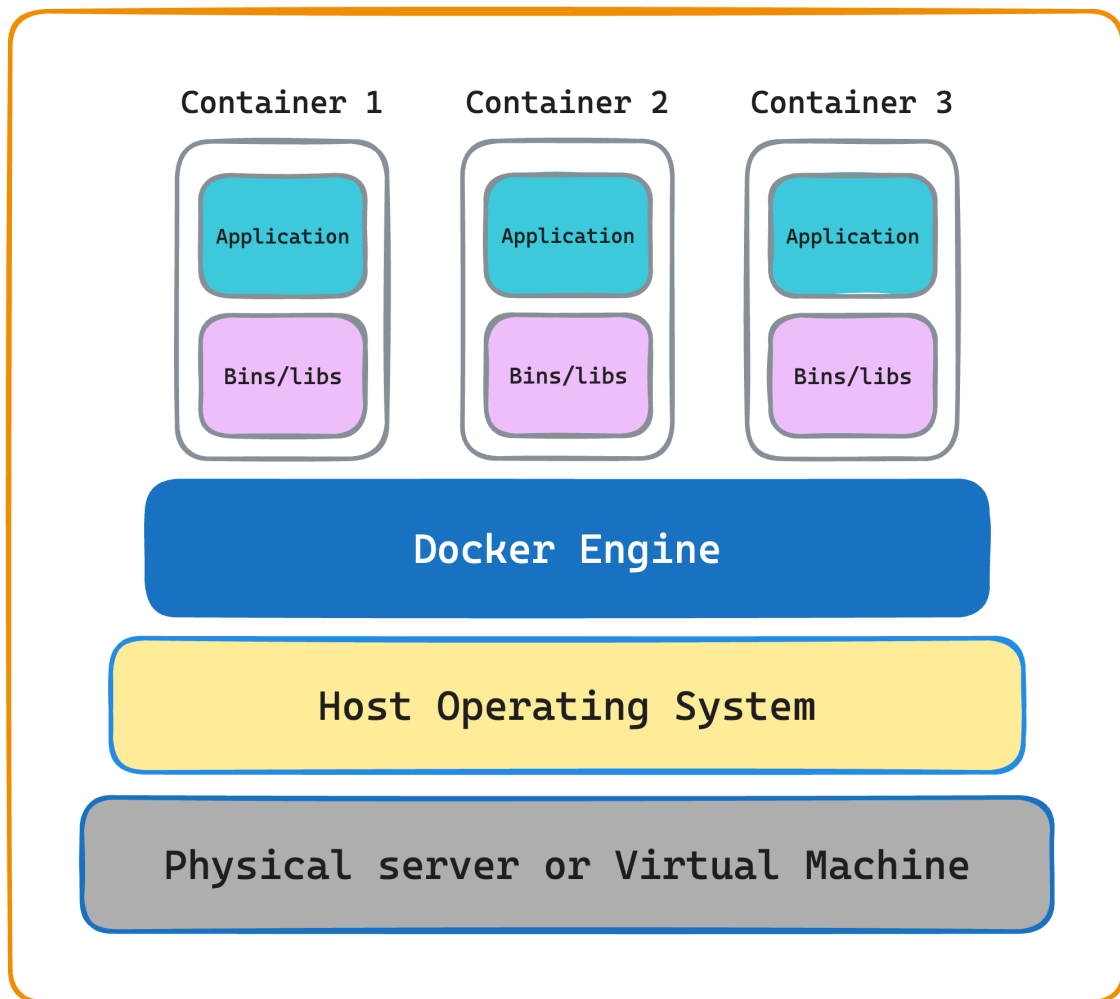 Container 1
Container 2
Container 3
Application
Application
Application
Bins/libs
Bins/libs
Bins/libs
Docker Engine
Host Operating System
Physical server or Virtual Machine